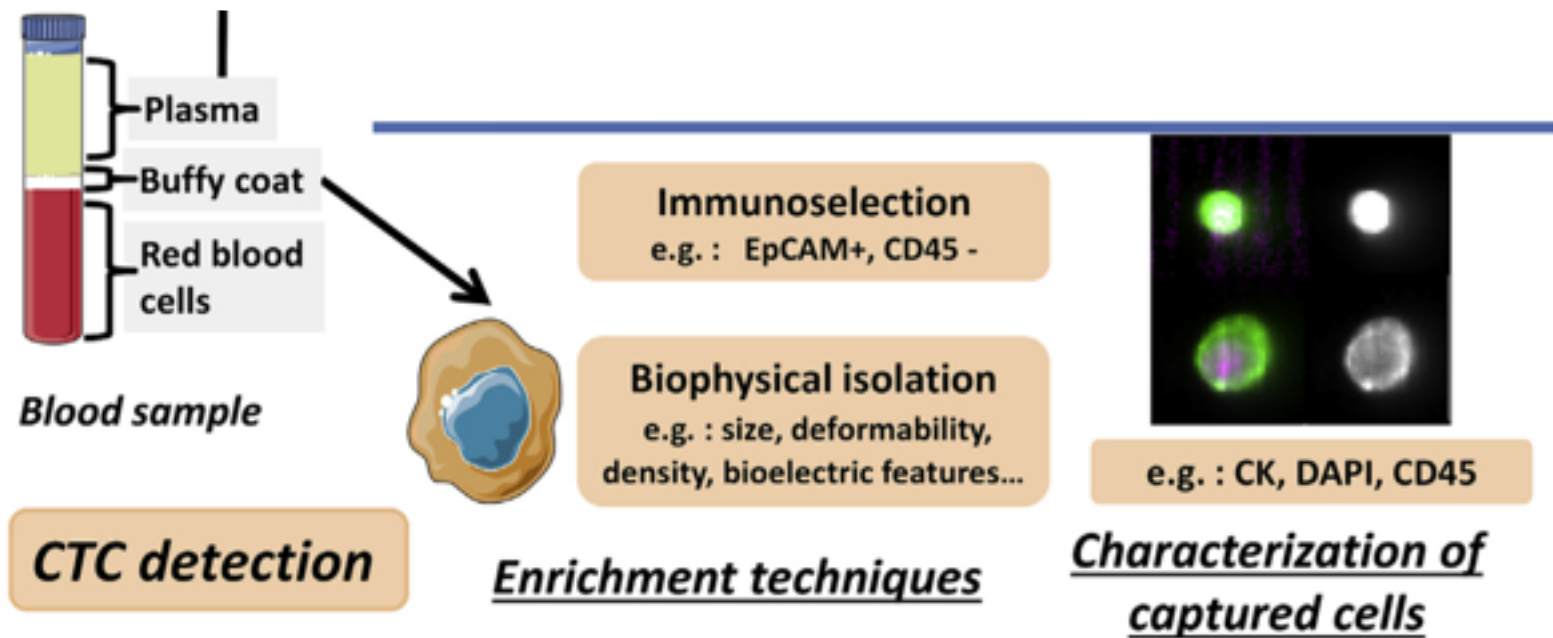 Plasma
Buffy coat
Red blood
cells
Blood sample
CTC detection
Immunoselection
e.g. : EpCAM+, CD45 -
Biophysical isolation
e.g. : size, deformability,
density, bioelectric features...
Enrichment techniques
e.g. : CK, DAPI, CD45
Characterization of
captured cells